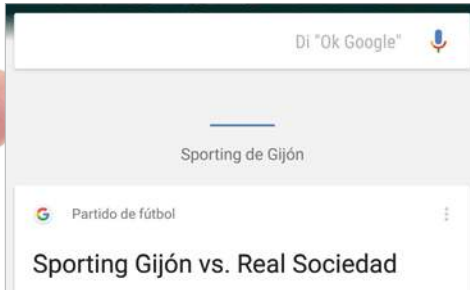 Di "Ok Google"
Sporting de Gijón
Partido de fútbol
Sporting Gijón vs. Real Sociedad